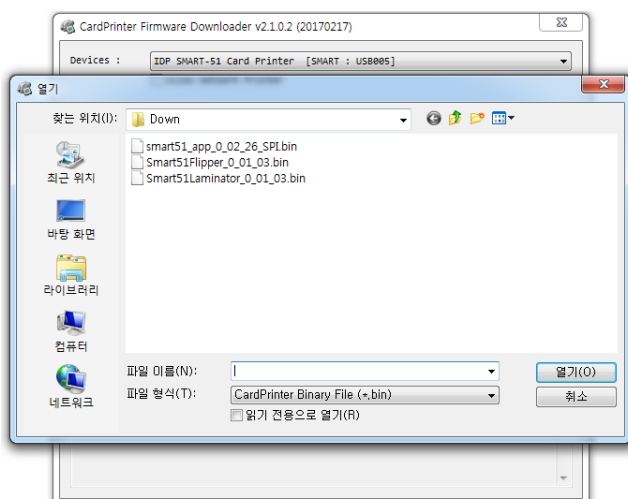 CardPrinter Firmware Downloader v2.1.0.2 (20170217)
Devices :
IDP SMART-51 Card Printer [SMART : USB005]
열기
찾는 위치(I):
Down
smart51_app_0_02_26_SPI.bin
Smart51Flipper_0_01_03.bin
Smart51Laminator_0_01_03.bin
최근 위치
바탕 화면
라이브러리
컴퓨터
네트워크
파일 이름(N):
열기(O)
파일 형식(T):
CardPrinter Binary File (*.bin)
취소
읽기 전용으로 열기(R)